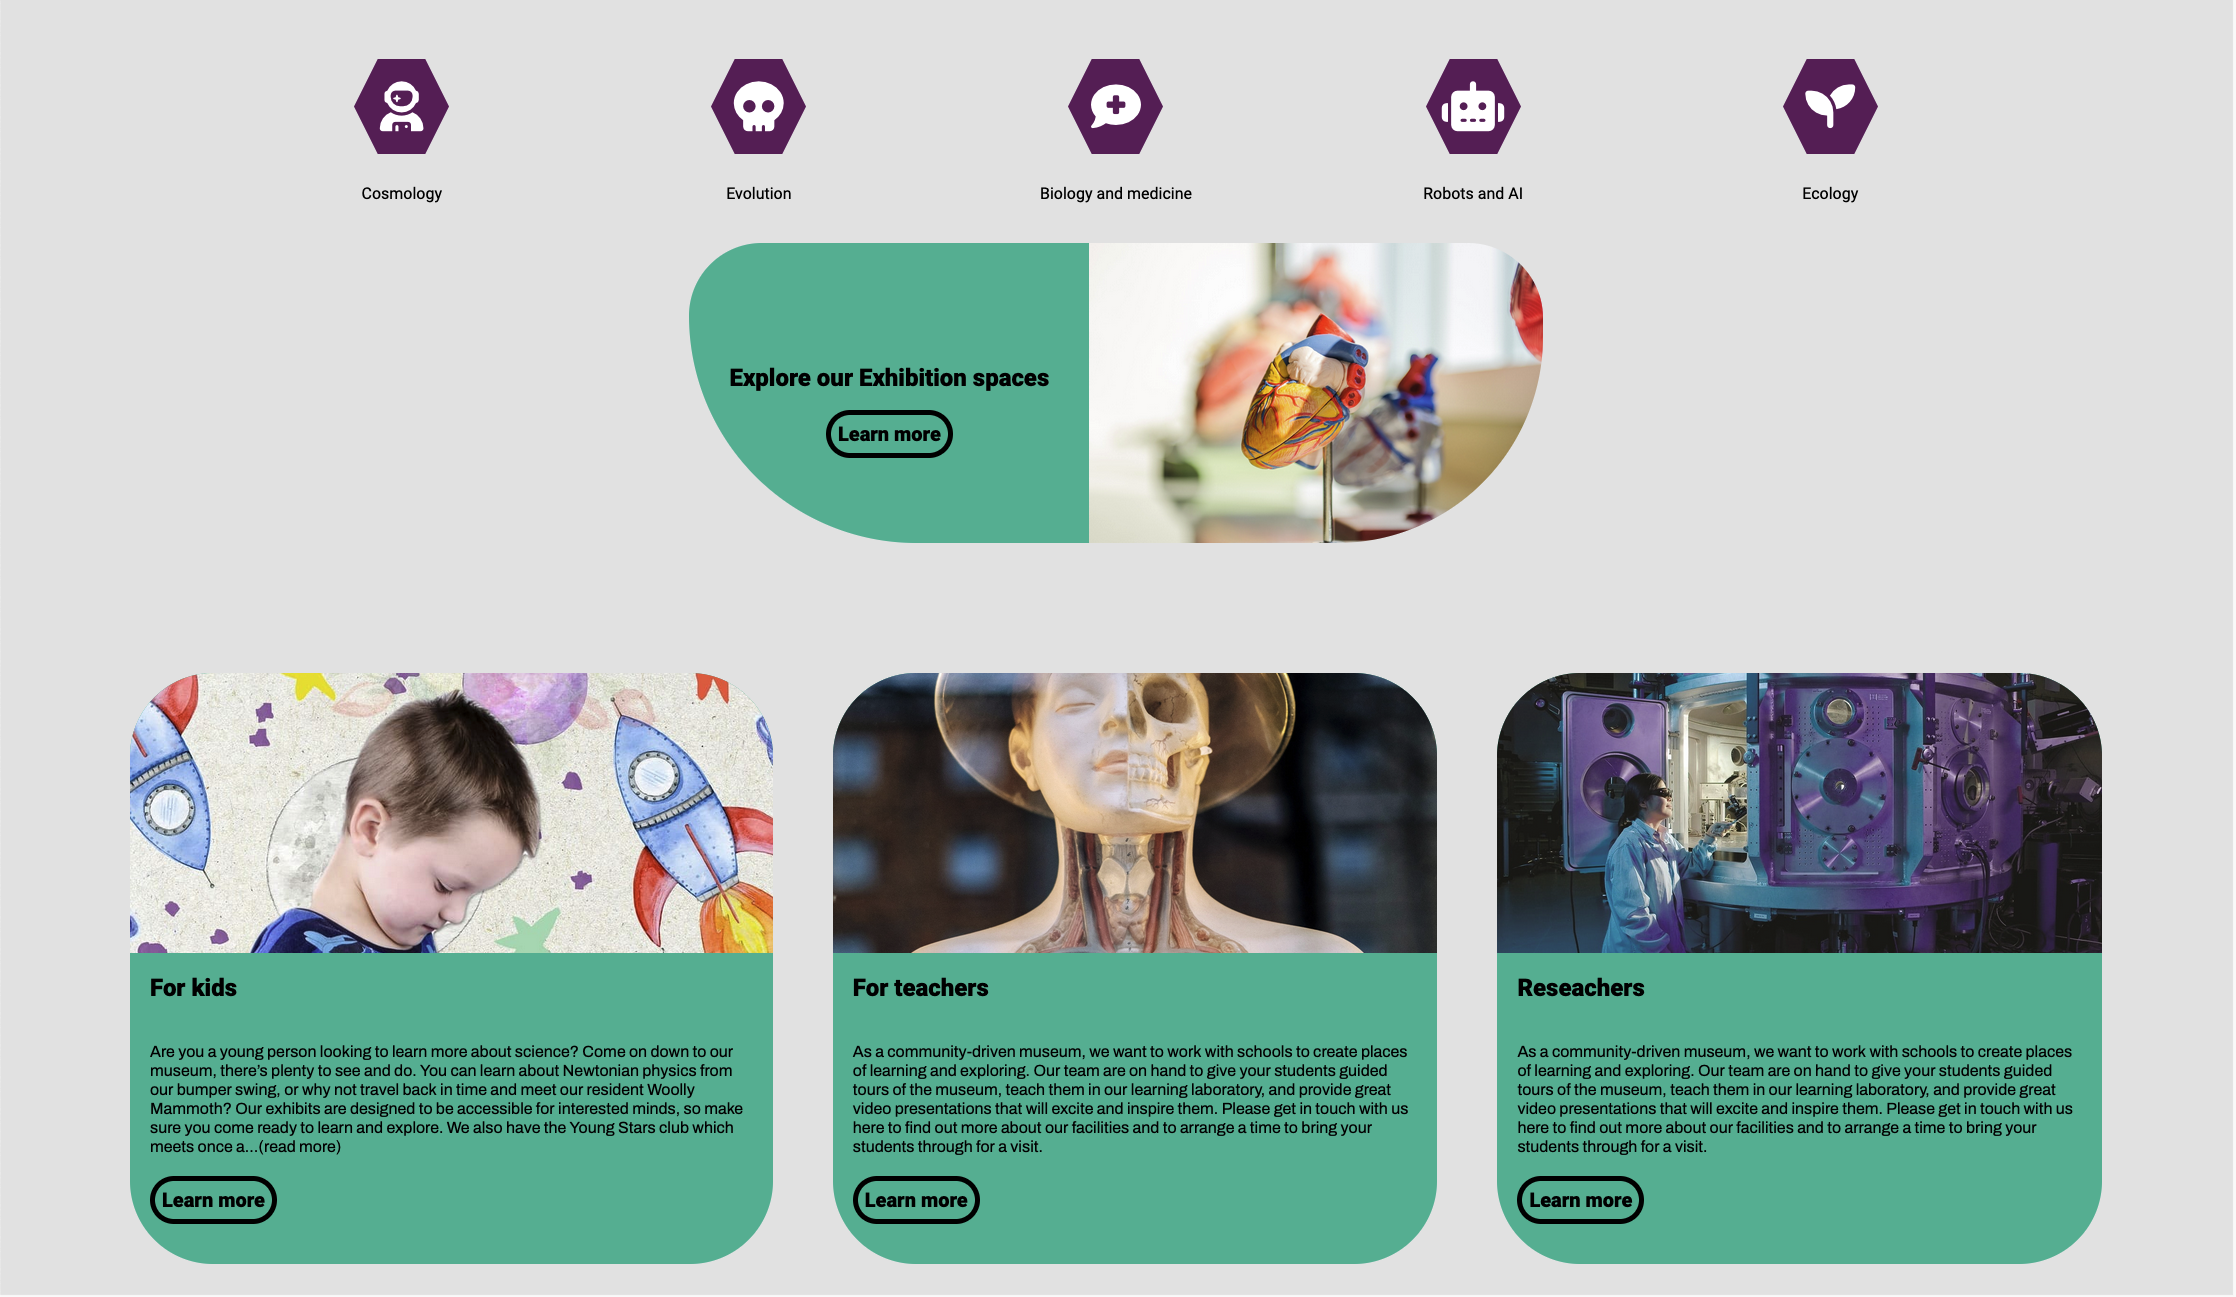 Cosmology
Evolution
Biology and medicine
Robots and AI
Ecology
Explore our Exhibition spaces
Learn more
For kids
Are you a young person looking to learn more about science? Come on down to our
museum, there's plenty to see and do. You can learn about Newtonian physics from
our bumper swing, or why not travel back in time and meet our resident Woolly
Mammoth? Our exhibits are designed to be accessible for interested minds, so make
sure you come ready to learn and explore. We also have the Young Stars club which
meets once a...(read more)
Learn more
For teachers
As a community-driven museum, we want to work with schools to create places
of learning and exploring. Our team are on hand to give your students guided
tours of the museum, teach them in our learning laboratory, and provide great
video presentations that will excite and inspire them. Please get in touch with us
here to find out more about our facilities and to arrange a time to bring your
students through for a visit.
Learn more
Reseachers
As a community-driven museum, we want to work with schools to create places
of learning and exploring. Our team are on hand to give your students guided
tours of the museum, teach them in our learning laboratory, and provide great
video presentations that will excite and inspire them. Please get in touch with us
here to find out more about our facilities and to arrange a time to bring your
students through for a visit.
Learn more